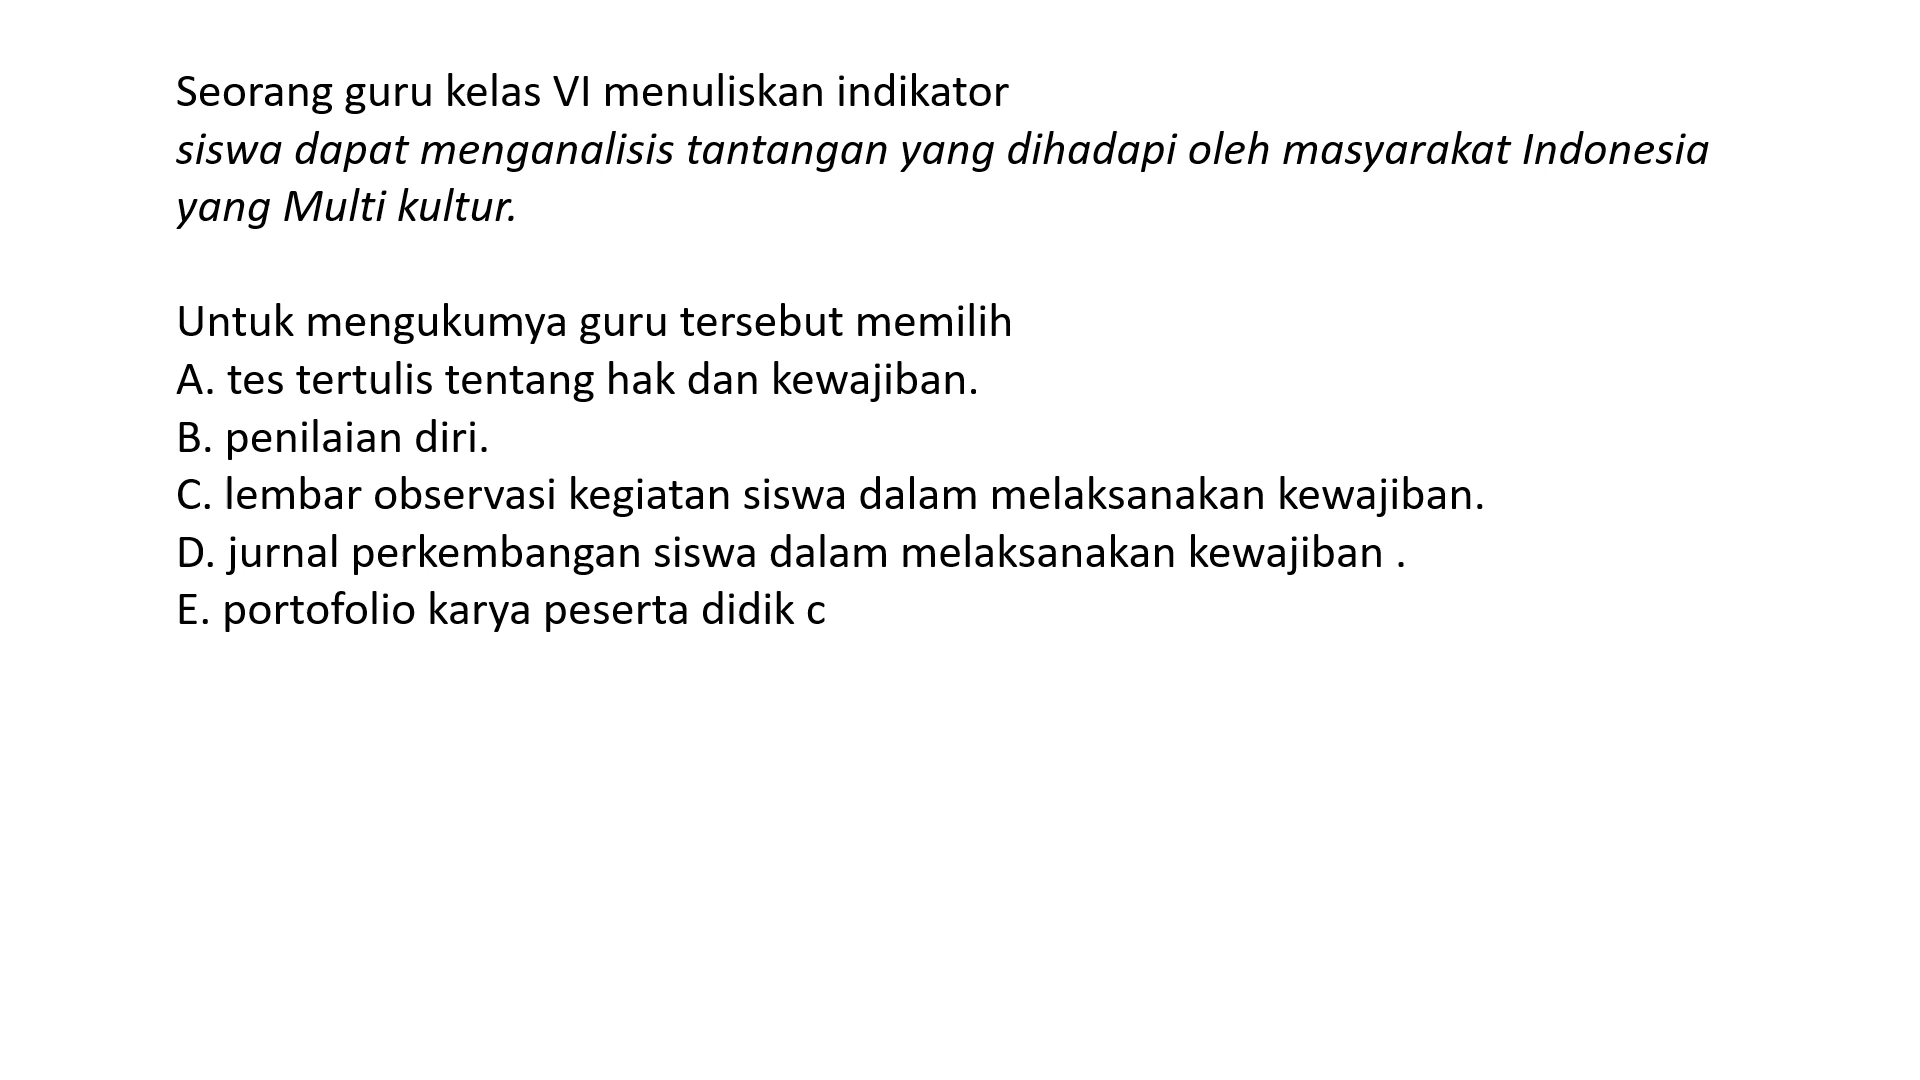 Seorang guru kelas VI menuliskan indikator
siswa dapat menganalisis tantangan yang dihadapi oleh masyarakat Indonesia
yang Multi kultur.
Untuk mengukumya guru tersebut memilih
A. tes tertulis tentang hak dan kewajiban.
B. penilaian diri.
C. lembar observasi kegiatan siswa dalam melaksanakan kewajiban.
D. jurnal perkembangan siswa dalam melaksanakan kewajiban .
E. portofolio karya peserta didik c